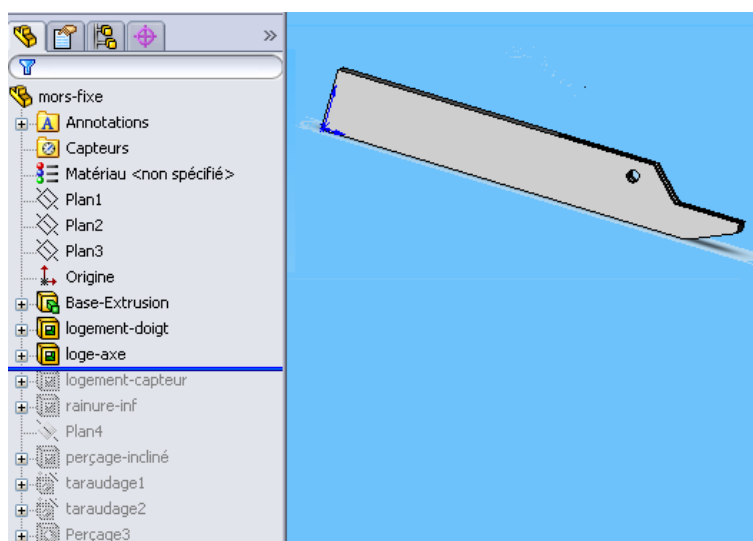 »
mors-fixe
Annotations
Capteurs
Matériau <non spécifié>
Plan1
Plan2
Plan3
Origine
Base-Extrusion
logement-doigt
loge-axe
logement-capteur
rainure-inf
Plan4
perçage-incliné
taraudage1
taraudage2
Perçage3